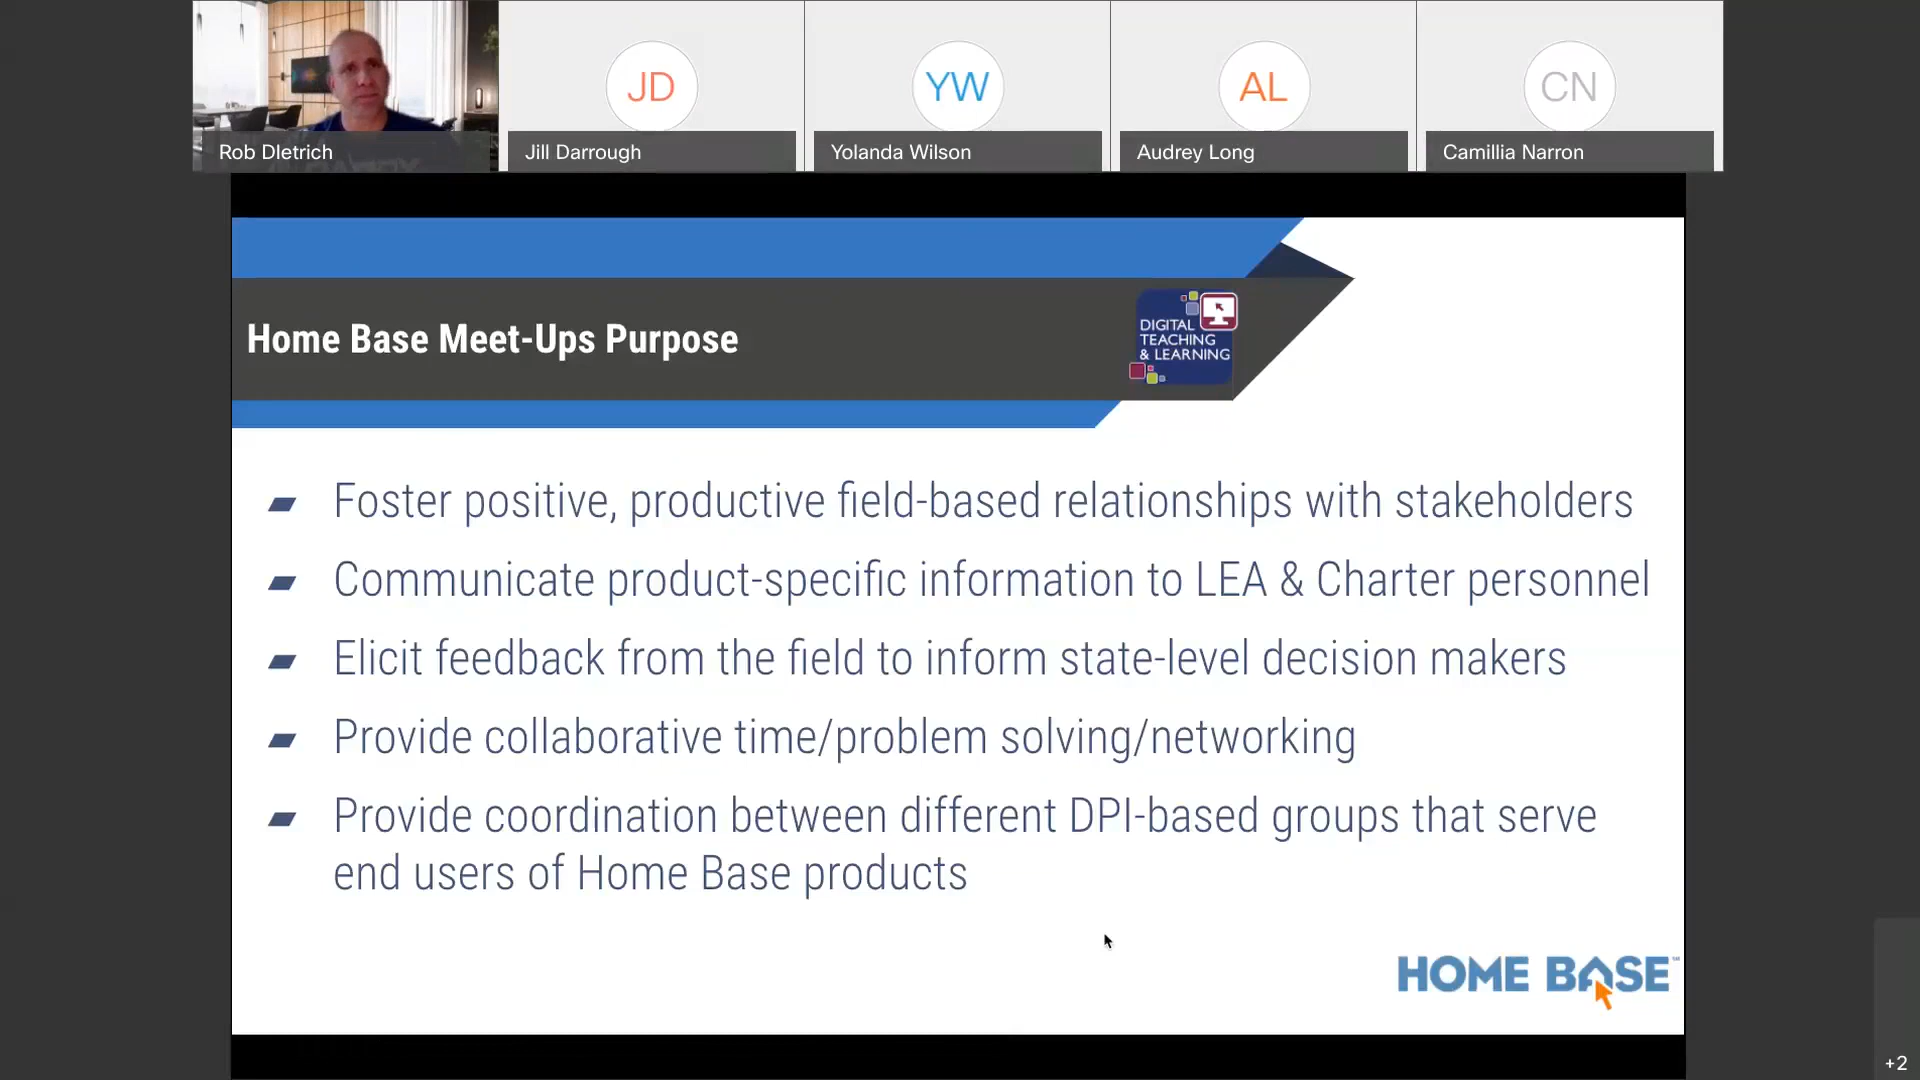 JD
YW
AL
CN
Rob Dletrich
Jill Darrough
Yolanda Wilson
Audrey Long
Camillia Narron
Home Base Meet-Ups Purpose
DIGITAL
TEACHING
& LEARNING
Foster positive, productive field-based relationships with stakeholders
Communicate product-specific information to LEA & Charter personnel
Elicit feedback from the field to inform state-level decision makers
Provide collaborative time/problem solving/networking
Provide coordination between different DPI-based groups that serve
end users of Home Base products
HOME BASE™
+2